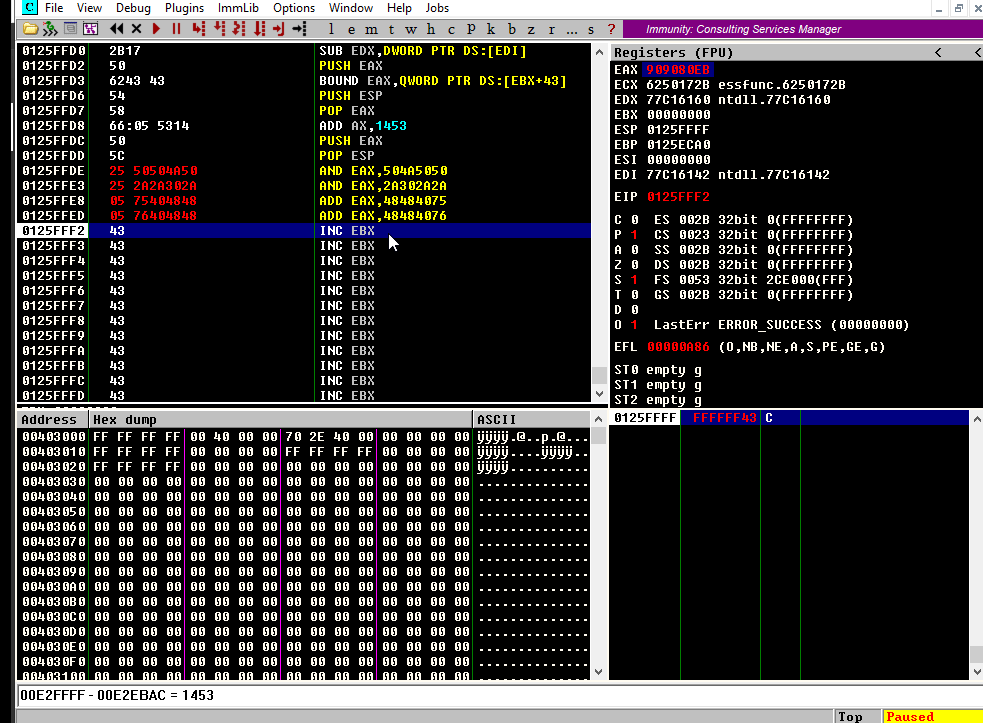 C File View Debug Plugins ImmLib Options Window Help Jobs
l e m t w h c P k b z r ... s ?
Immunity: Consulting Services Manager
0125FFD0 2B17 SUB EDX,DWORD PTR DS:[EDI]
0125FFD2 50 PUSH EAX
0125FFD3 6243 43 BOUND EAX,QWORD PTR DS:[EBX+43]
0125FFD6 54 PUSH ESP
0125FFD7 58 POP EAX
0125FFD8 66:05 5314 ADD AX,1453
0125FFDC 50 PUSH EAX
0125FFDD 5C POP ESP
0125FFDE 25 50504A50 AND EAX,504A5050
0125FFE3 25 2A2A302A AND EAX,2A302A2A
0125FFE8 05 75404848 ADD EAX,48484075
0125FFED 05 76404848 ADD EAX,48484076
0125FFF2 43 INC EBX
0125FFF3 43 INC EBX
0125FFF4 43 INC EBX
0125FFF5 43 INC EBX
0125FFF6 43 INC EBX
0125FFF7 43 INC EBX
0125FFF8 43 INC EBX
0125FFF9 43 INC EBX
0125FFFA 43 INC EBX
0125FFFB 43 INC EBX
0125FFFC 43 INC EBX
0125FFFD 43 INC EBX
Registers (FPU) < <
EAX 909080EB
ECX 6250172B essfunc.6250172B
EDX 77C16160 ntdll.77C16160
EBX 00000000
ESP 0125FFFF
EBP 0125ECA0
ESI 00000000
EDI 77C16142 ntdll.77C16142
EIP 0125FFF2
C 0 ES 002B 32bit 0(FFFFFFFF)
P 1 CS 0023 32bit 0(FFFFFFFF)
A 0 SS 002B 32bit 0(FFFFFFFF)
Z 0 DS 002B 32bit 0(FFFFFFFF)
S 1 FS 0053 32bit 2CE000(FFF)
T 0 GS 002B 32bit 0(FFFFFFFF)
D 0
O 1 LastErr ERROR_SUCCESS (00000000)
EFL 00000A86 (O,NB,NE,A,S,PE,GE,G)
ST0 empty g
ST1 empty g
ST2 empty g
Address Hex dump ASCII
00403000 FF FF FF FF 00 40 00 00 70 2E 40 00 00 00 00 00 ÿÿÿÿ.@..p.@.....
00403010 FF FF FF FF 00 00 00 00 FF FF FF FF 00 00 00 00 ÿÿÿÿ....ÿÿÿÿ....
00403020 FF FF FF FF 00 00 00 00 00 00 00 00 00 00 00 00 ÿÿÿÿ............
00403030 00 00 00 00 00 00 00 00 00 00 00 00 00 00 00 00 ................
00403040 00 00 00 00 00 00 00 00 00 00 00 00 00 00 00 00 ................
00403050 00 00 00 00 00 00 00 00 00 00 00 00 00 00 00 00 ................
00403060 00 00 00 00 00 00 00 00 00 00 00 00 00 00 00 00 ................
00403070 00 00 00 00 00 00 00 00 00 00 00 00 00 00 00 00 ................
00403080 00 00 00 00 00 00 00 00 00 00 00 00 00 00 00 00 ................
00403090 00 00 00 00 00 00 00 00 00 00 00 00 00 00 00 00 ................
004030A0 00 00 00 00 00 00 00 00 00 00 00 00 00 00 00 00 ................
004030B0 00 00 00 00 00 00 00 00 00 00 00 00 00 00 00 00 ................
004030C0 00 00 00 00 00 00 00 00 00 00 00 00 00 00 00 00 ................
004030D0 00 00 00 00 00 00 00 00 00 00 00 00 00 00 00 00 ................
004030E0 00 00 00 00 00 00 00 00 00 00 00 00 00 00 00 00 ................
004030F0 00 00 00 00 00 00 00 00 00 00 00 00 00 00 00 00 ................
00403100 00 00 00 00 00 00 00 00 00 00 00 00 00 00 00 00 ................
0125FFFF FFFFFF43 C
00E2FFFF - 00E2EBAC = 1453
Top Paused